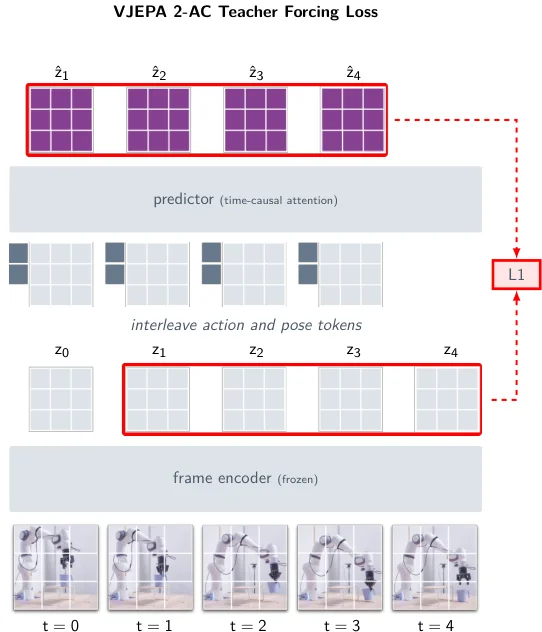 VJEPA 2-AC Teacher Forcing Loss
ẑ1 ẑ2 ẑ3 ẑ4
predictor (time-causal attention)
L1
interleave action and pose tokens
z0 z1 z2 z3 z4
frame encoder (frozen)
t = 0 t = 1 t = 2 t = 3 t = 4